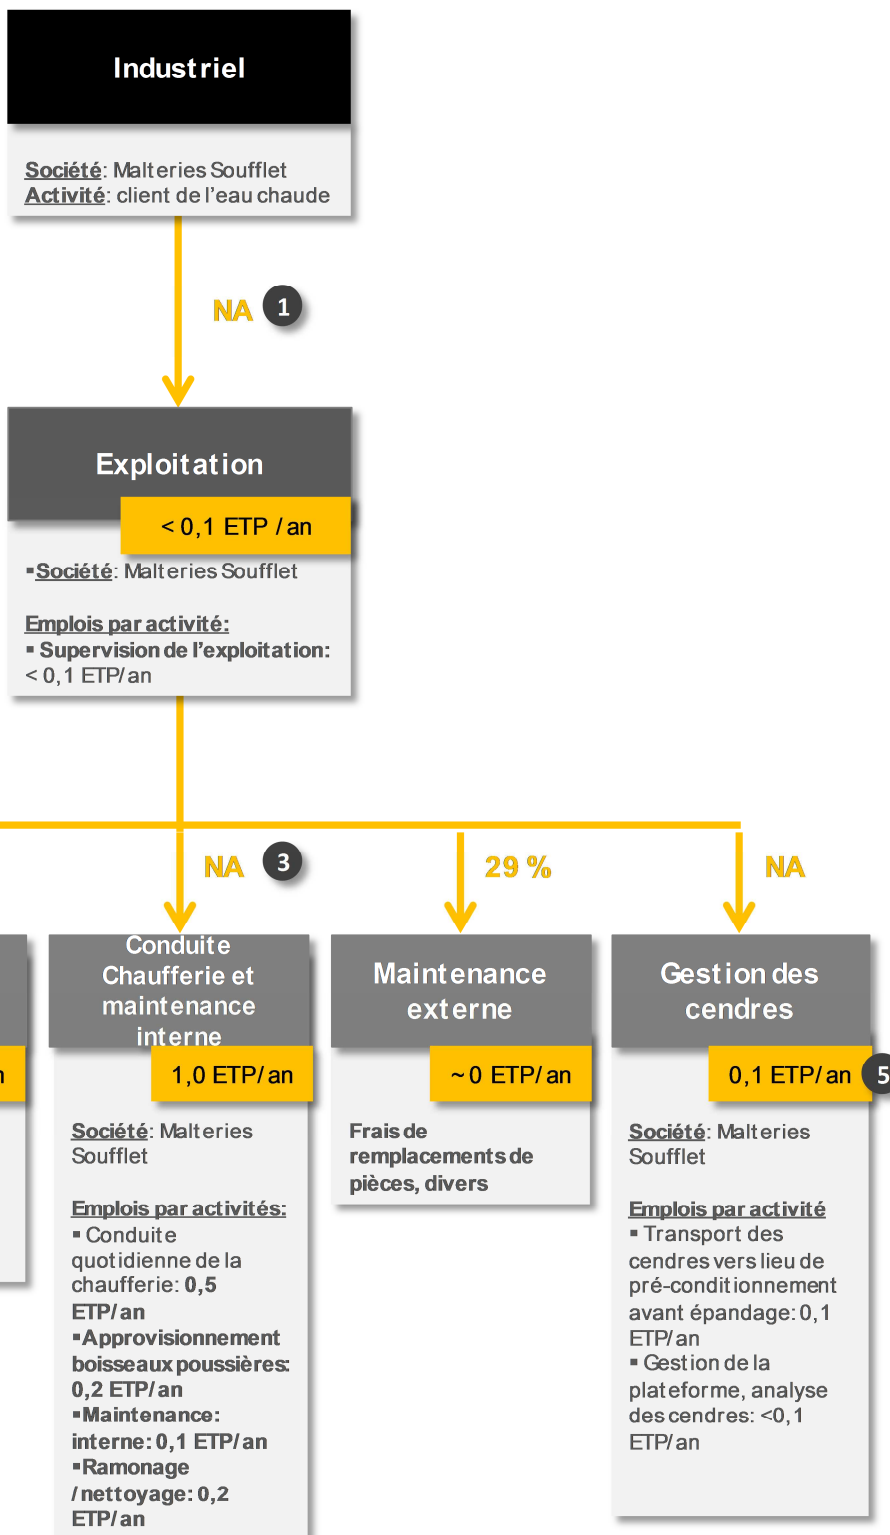 Industriel
Société: Malteries Soufflet
Activité: client de l'eau chaude
NA 1
Exploitation
< 0,1 ETP / an
▪Société: Malteries Soufflet
Emplois par activité:
▪ Supervision de l'exploitation:
< 0,1 ETP/an
NA 3
29 %
NA
Conduite
Chaufferie et
maintenance
interne
1,0 ETP/an
Société: Malteries
Soufflet
Emplois par activités:
▪ Conduite
quotidienne de la
chaufferie: 0,5
ETP/an
▪Approvisionnement
boisseaux poussières:
0,2 ETP/an
▪Maintenance:
interne: 0,1 ETP/an
▪Ramonage
/nettoyage: 0,2
ETP/an
Maintenance
externe
~ 0 ETP/an
Frais de
remplacements de
pièces, divers
Gestion des
cendres
0,1 ETP/an 5
Société: Malteries
Soufflet
Emplois par activité
▪ Transport des
cendres vers lieu de
pré-conditionnement
avant épandage: 0,1
ETP/an
▪ Gestion de la
plateforme, analyse
des cendres: <0,1
ETP/an